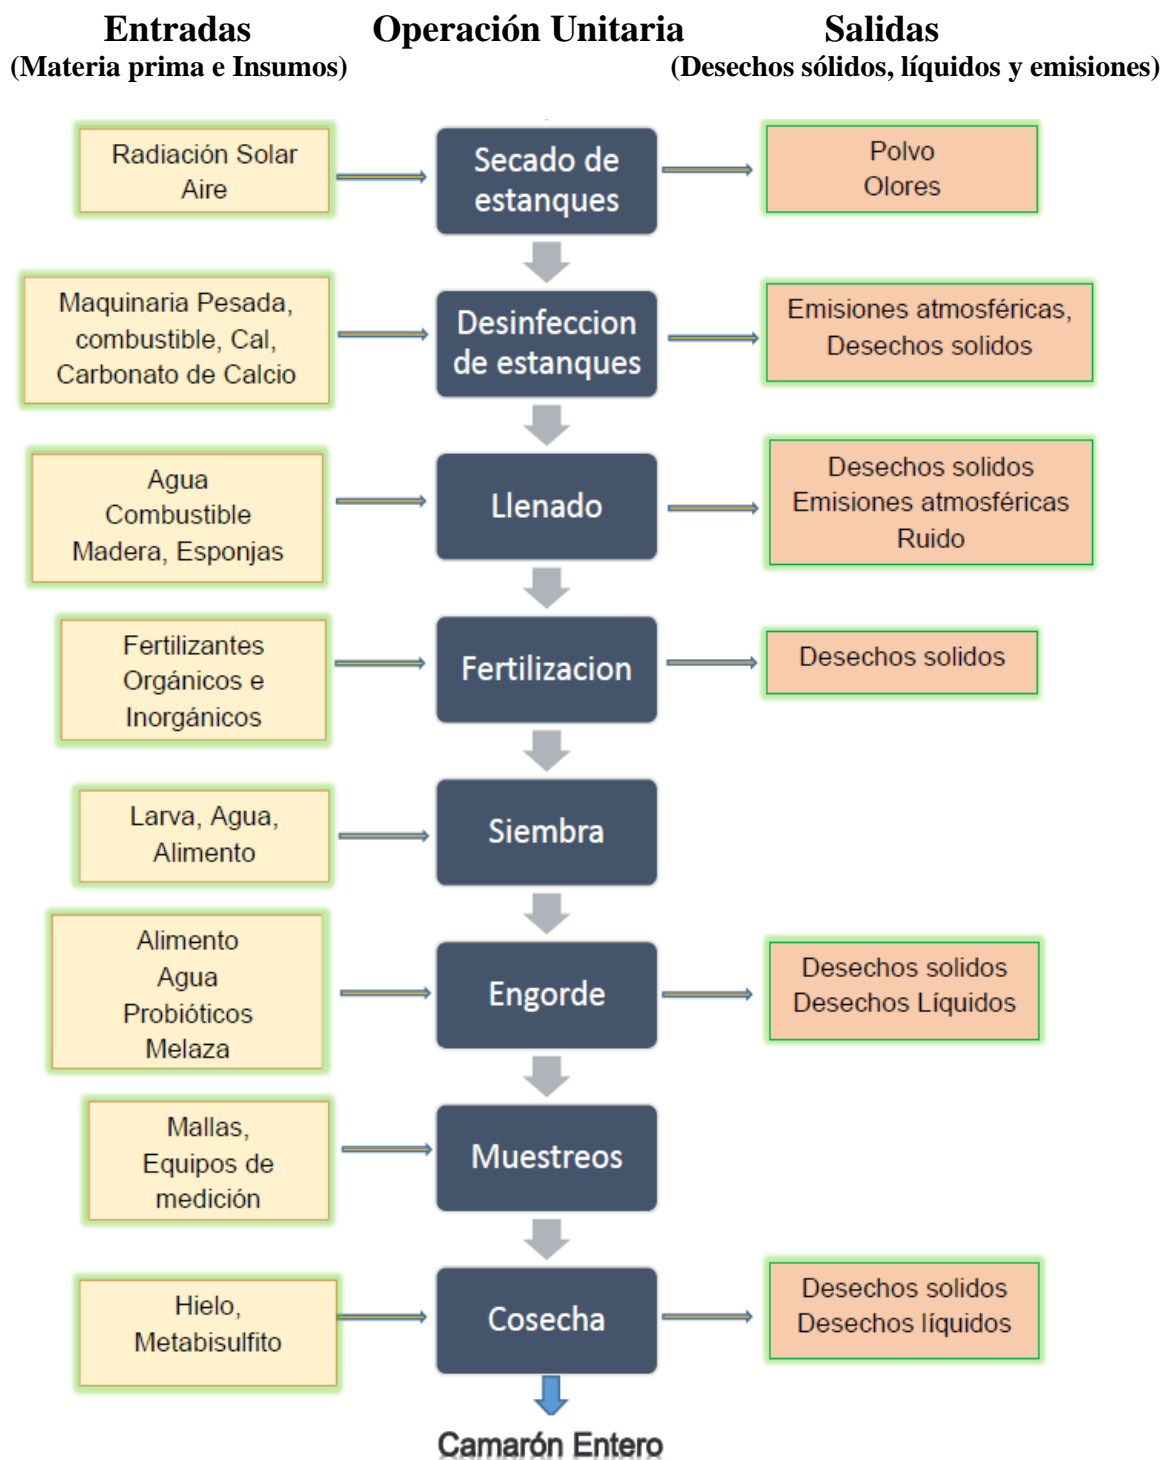 Entradas
(Materia prima e Insumos)
Operación Unitaria
Salidas
(Desechos sólidos, líquidos y emisiones)
Radiación Solar
Aire
Secado de
estanques
Polvo
Olores
Maquinaria Pesada,
combustible, Cal,
Carbonato de Calcio
Desinfeccion
de estanques
Emisiones atmosféricas,
Desechos solidos
Agua
Combustible
Madera, Esponjas
Llenado
Desechos solidos
Emisiones atmosféricas
Ruido
Fertilizantes
Orgánicos e
Inorgánicos
Fertilizacion
Desechos solidos
Larva, Agua,
Alimento
Siembra
Alimento
Agua
Probióticos
Melaza
Engorde
Desechos solidos
Desechos Líquidos
Mallas,
Equipos de
medición
Muestreos
Hielo,
Metabisulfito
Cosecha
Desechos solidos
Desechos líquidos
Camarón Entero